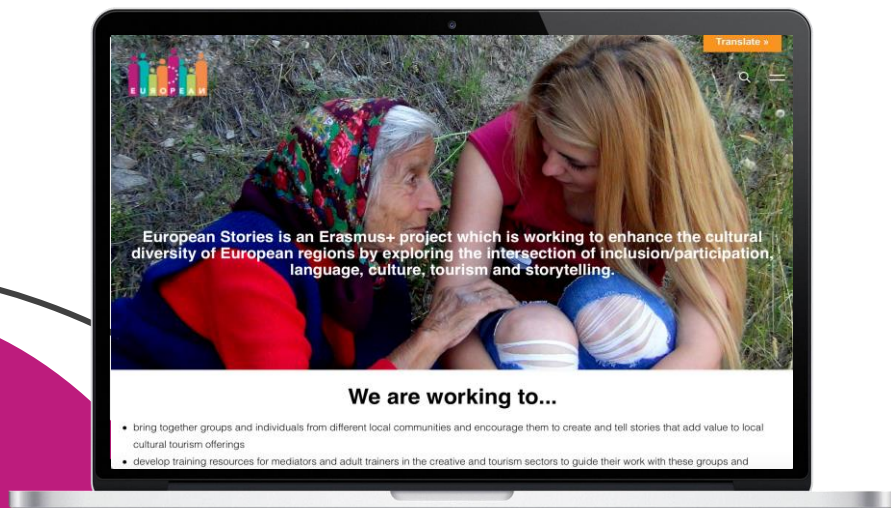 Translate »
EUROPEAN
European Stories is an Erasmus+ project which is working to enhance the cultural
diversity of European regions by exploring the intersection of inclusion/participation,
language, culture, tourism and storytelling.
We are working to...
• bring together groups and individuals from different local communities and encourage them to create and tell stories that add value to local
cultural tourism offerings
• develop training resources for mediators and adult trainers in the creative and tourism sectors to guide their work with these groups and